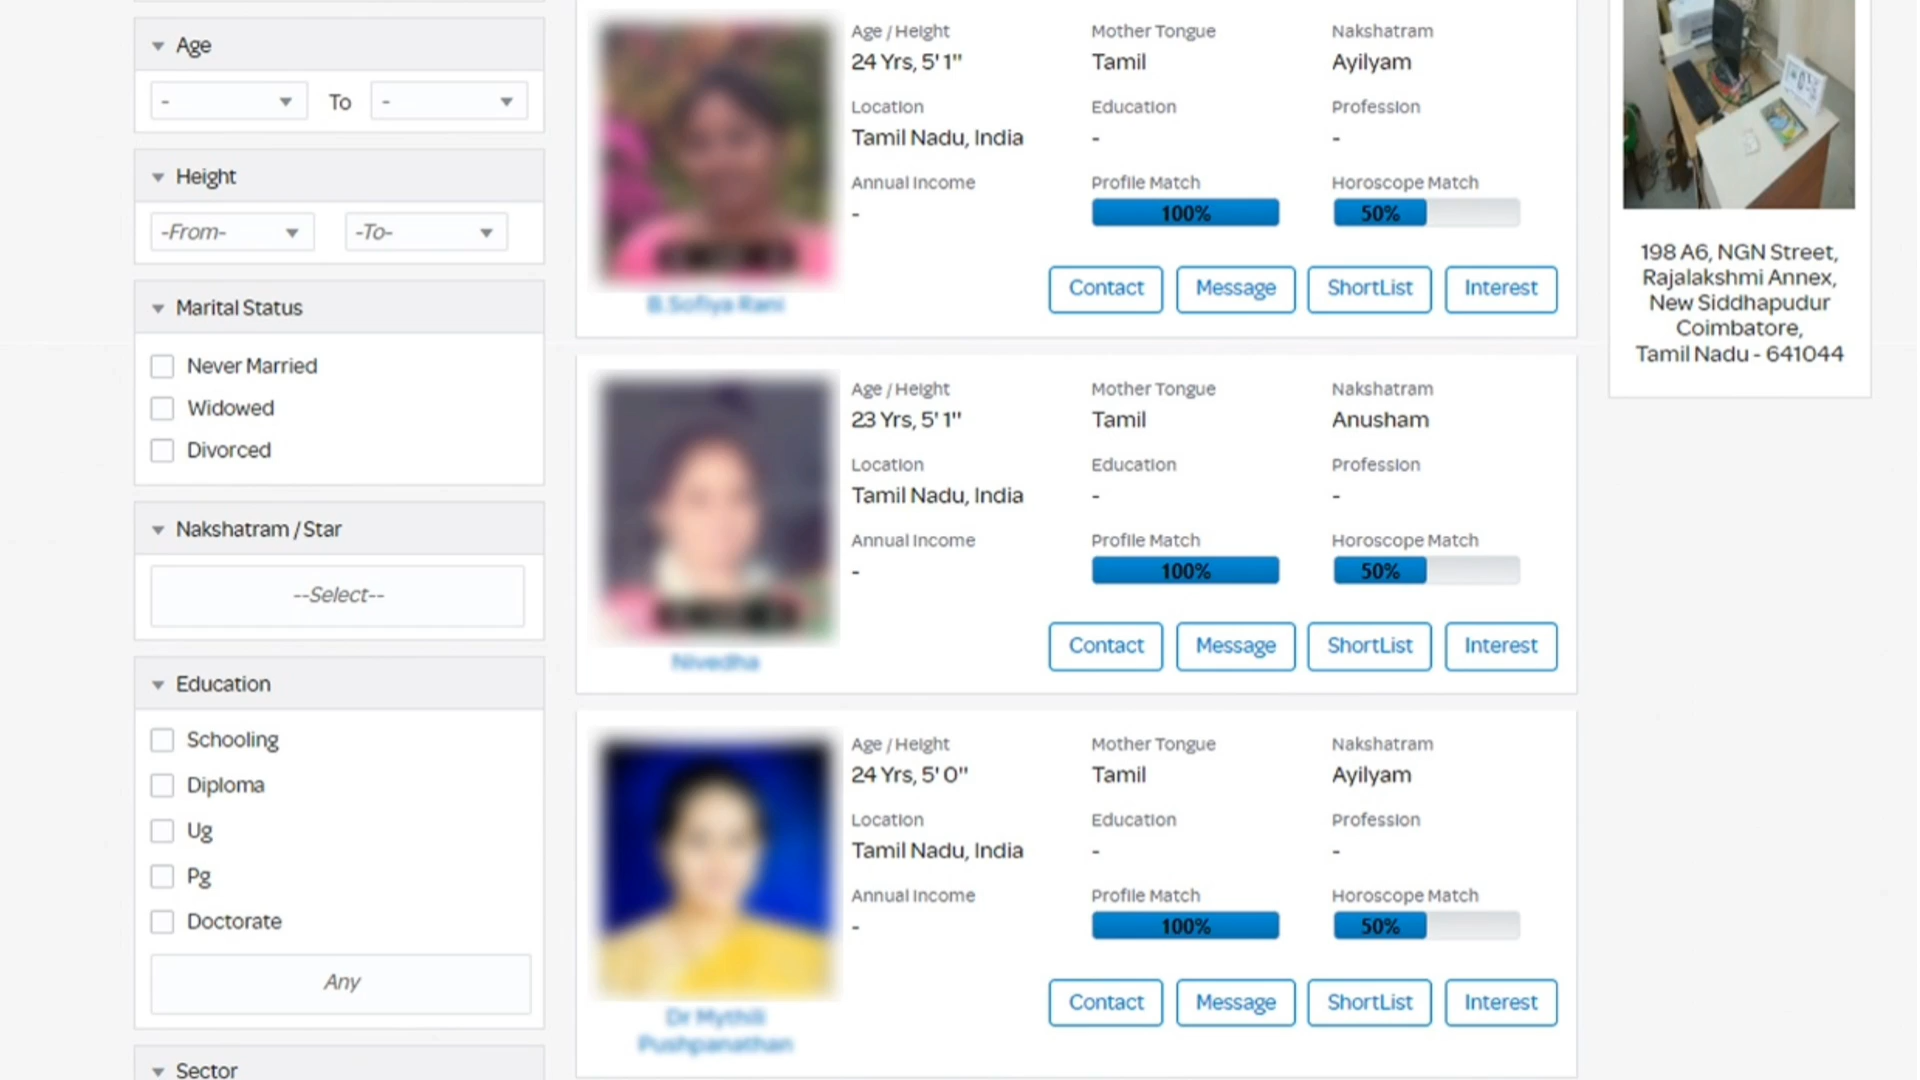 Age
-
To
-
Height
-From-
-To-
Marital Status
Never Married
Widowed
Divorced
Nakshatram / Star
--Select--
Education
Schooling
Diploma
Ug
Pg
Doctorate
Any
Sector
Age / Height
24 Yrs, 5' 1"
Mother Tongue
Tamil
Nakshatram
Ayilyam
Location
Tamil Nadu, India
Education
-
Profession
-
Annual Income
-
Profile Match
100%
Horoscope Match
50%
Contact
Message
ShortList
Interest
Age / Height
23 Yrs, 5' 1"
Mother Tongue
Tamil
Nakshatram
Anusham
Location
Tamil Nadu, India
Education
-
Profession
-
Annual Income
-
Profile Match
100%
Horoscope Match
50%
Contact
Message
ShortList
Interest
Age / Height
24 Yrs, 5' 0"
Mother Tongue
Tamil
Nakshatram
Ayilyam
Location
Tamil Nadu, India
Education
-
Profession
-
Annual Income
-
Profile Match
100%
Horoscope Match
50%
Contact
Message
ShortList
Interest
198 A6, NGN Street,
Rajalakshmi Annex,
New Siddhapudur
Coimbatore,
Tamil Nadu - 641044